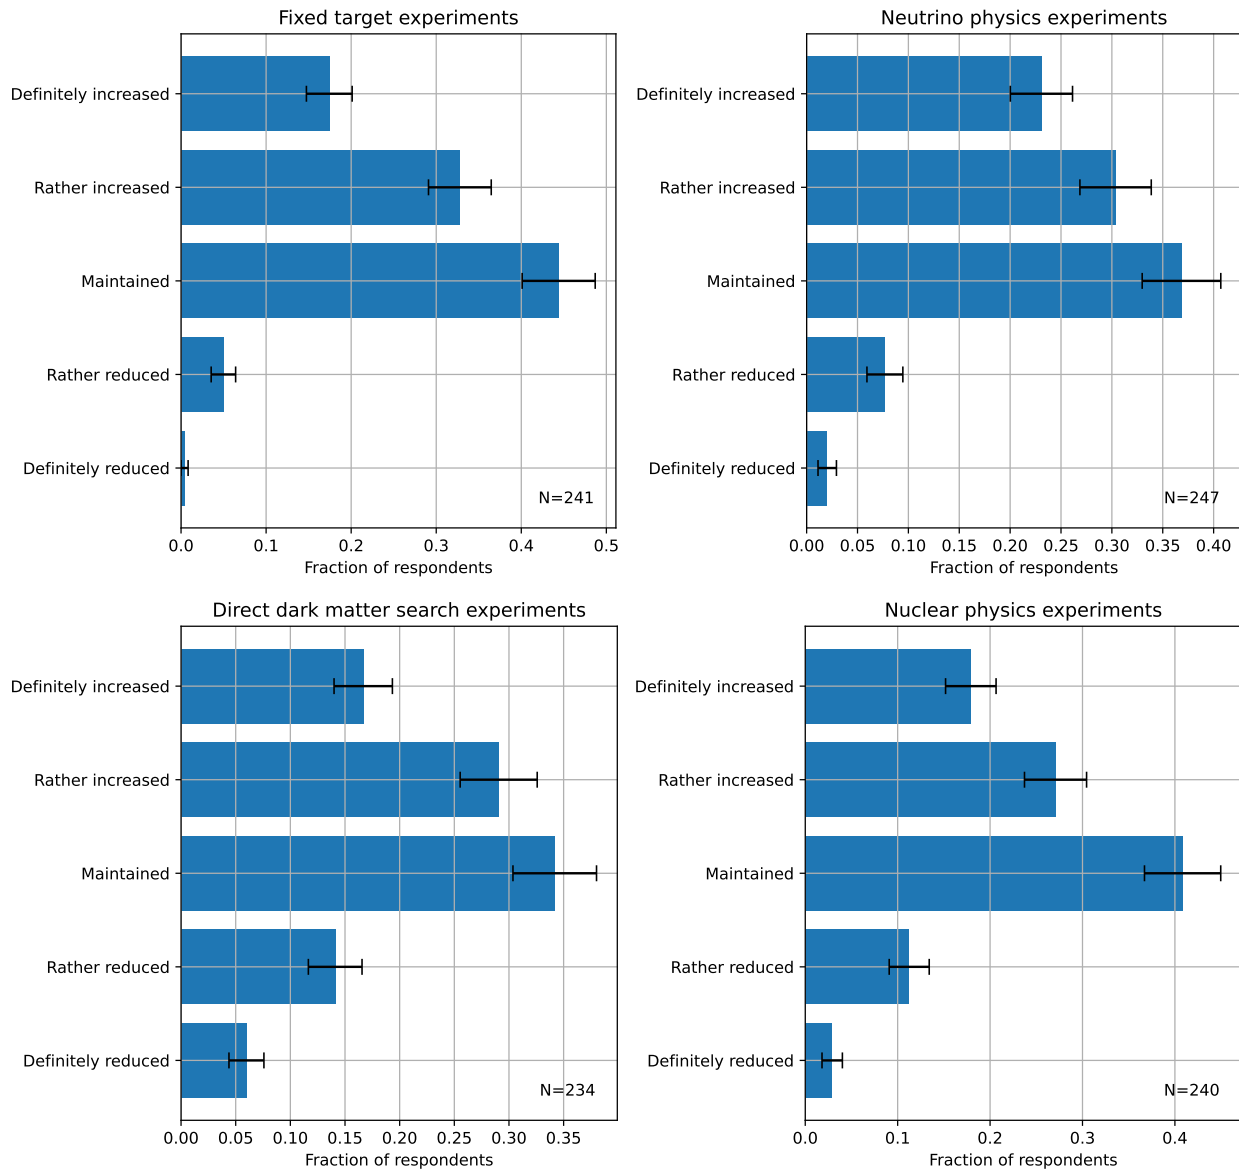 Fixed target experiments
Definitely increased
Rather increased
Maintained
Rather reduced
Definitely reduced
N=241
0.0 0.1 0.2 0.3 0.4 0.5
Fraction of respondents
Neutrino physics experiments
Definitely increased
Rather increased
Maintained
Rather reduced
Definitely reduced
N=247
0.00 0.05 0.10 0.15 0.20 0.25 0.30 0.35 0.40
Fraction of respondents
Direct dark matter search experiments
Definitely increased
Rather increased
Maintained
Rather reduced
Definitely reduced
N=234
0.00 0.05 0.10 0.15 0.20 0.25 0.30 0.35
Fraction of respondents
Nuclear physics experiments
Definitely increased
Rather increased
Maintained
Rather reduced
Definitely reduced
N=240
0.0 0.1 0.2 0.3 0.4
Fraction of respondents